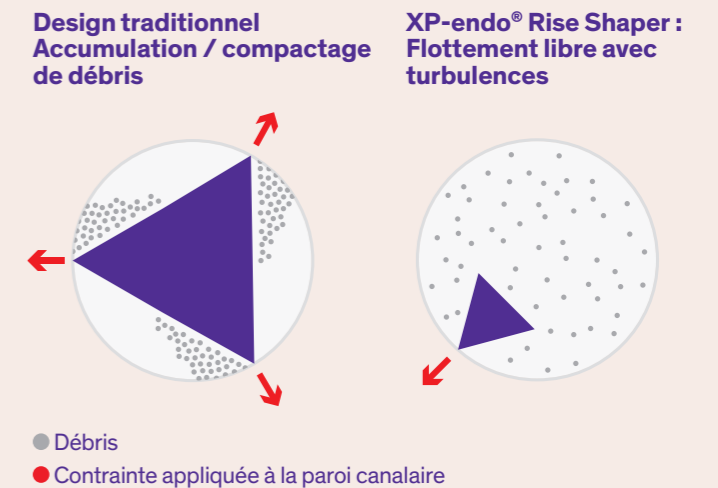 Design traditionnel
Accumulation / compactage
de débris
XP-endo® Rise Shaper :
Flottement libre avec
turbulences
Débris
Contrainte appliquée à la paroi canalaire